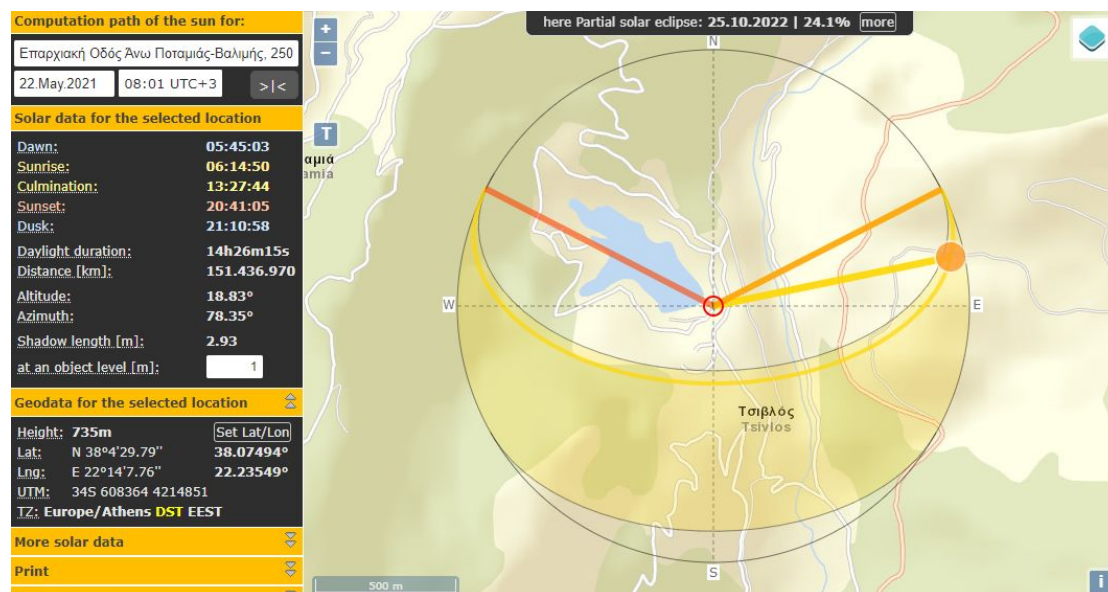 Computation path of the sun for:
Επαρχιακή Οδός Άνω Ποταμιάς-Βαλιμής, 250
22.May.2021 08:01 UTC+3 >|<
Solar data for the selected location
Dawn: 05:45:03
Sunrise: 06:14:50
Culmination: 13:27:44
Sunset: 20:41:05
Dusk: 21:10:58
Daylight duration: 14h26m15s
Distance [km]: 151.436.970
Altitude: 18.83°
Azimuth: 78.35°
Shadow length [m]: 2.93
at an object level [m]: 1
Geodata for the selected location
Height: 735m Set Lat/Lon
Lat: N 38°4'29.79'' 38.07494°
Lng: E 22°14'7.76'' 22.23549°
UTM: 34S 608364 4214851
TZ: Europe/Athens DST EEST
More solar data
Print
+
−
T
here Partial solar eclipse: 25.10.2022 | 24.1% more
αμιά
amia
N
W
E
S
Τσιβλός
Tsivlos
500 m
i